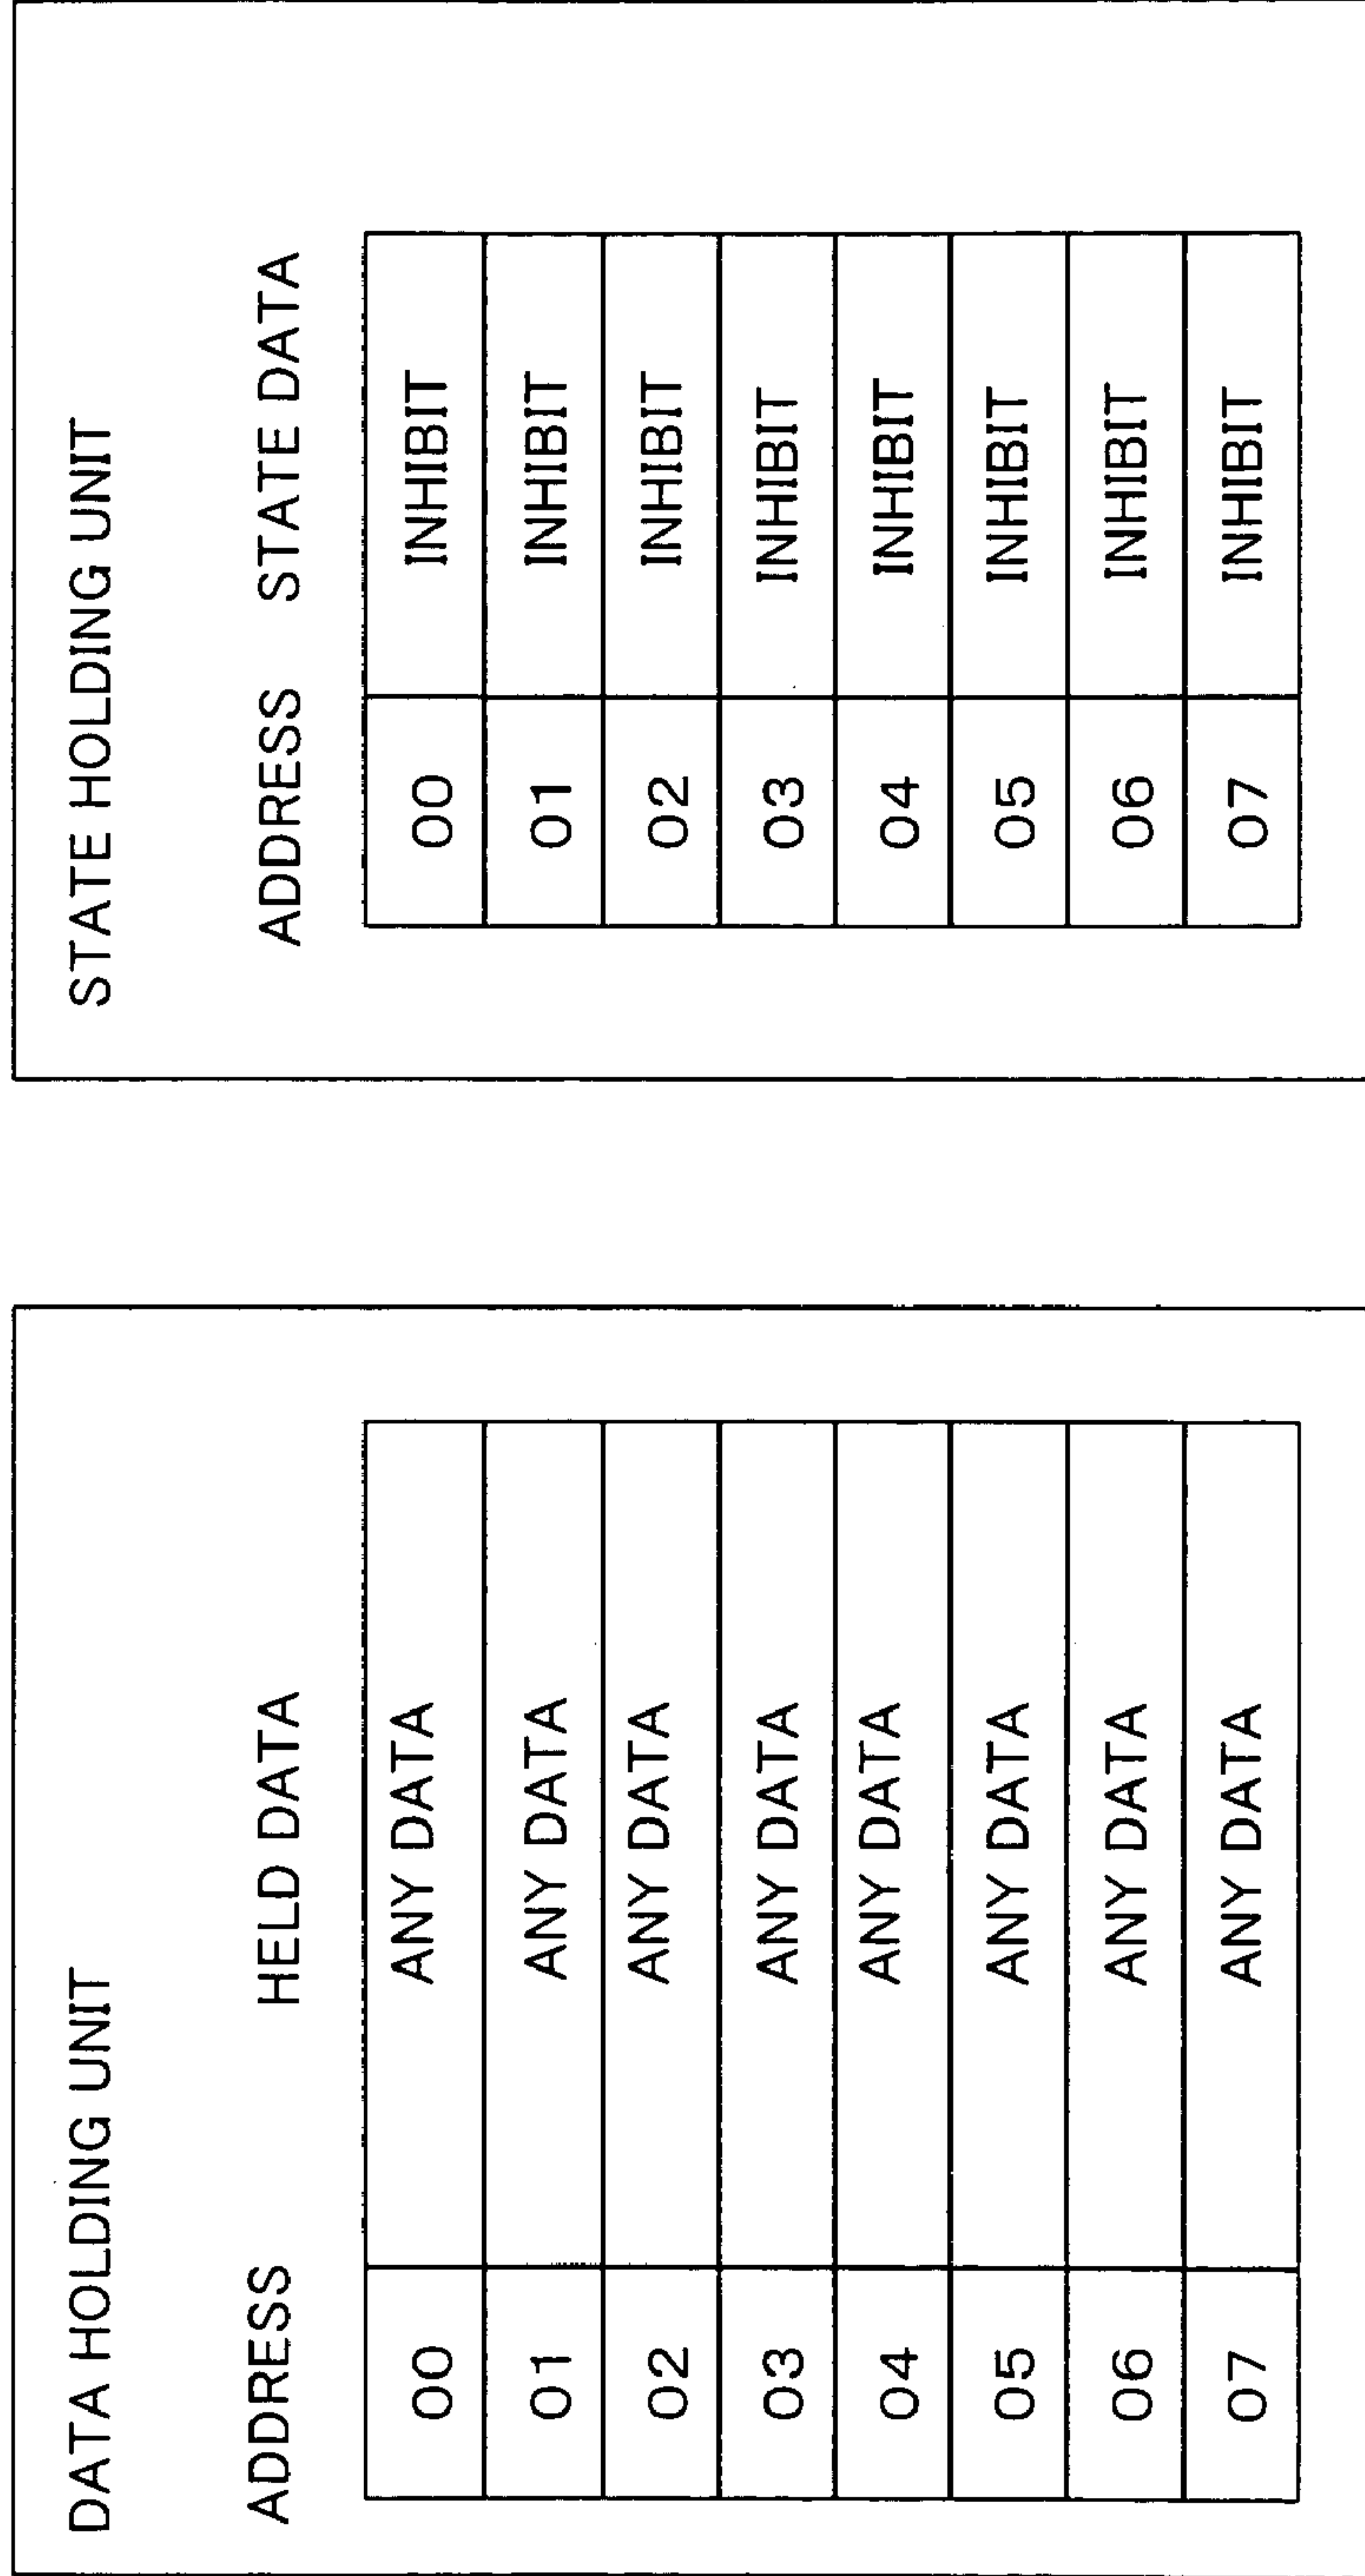 DATA HOLDING UNIT
ADDRESS HELD DATA
00 ANY DATA
01 ANY DATA
02 ANY DATA
03 ANY DATA
04 ANY DATA
05 ANY DATA
06 ANY DATA
07 ANY DATA
STATE HOLDING UNIT
ADDRESS STATE DATA
00 INHIBIT
01 INHIBIT
02 INHIBIT
03 INHIBIT
04 INHIBIT
05 INHIBIT
06 INHIBIT
07 INHIBIT